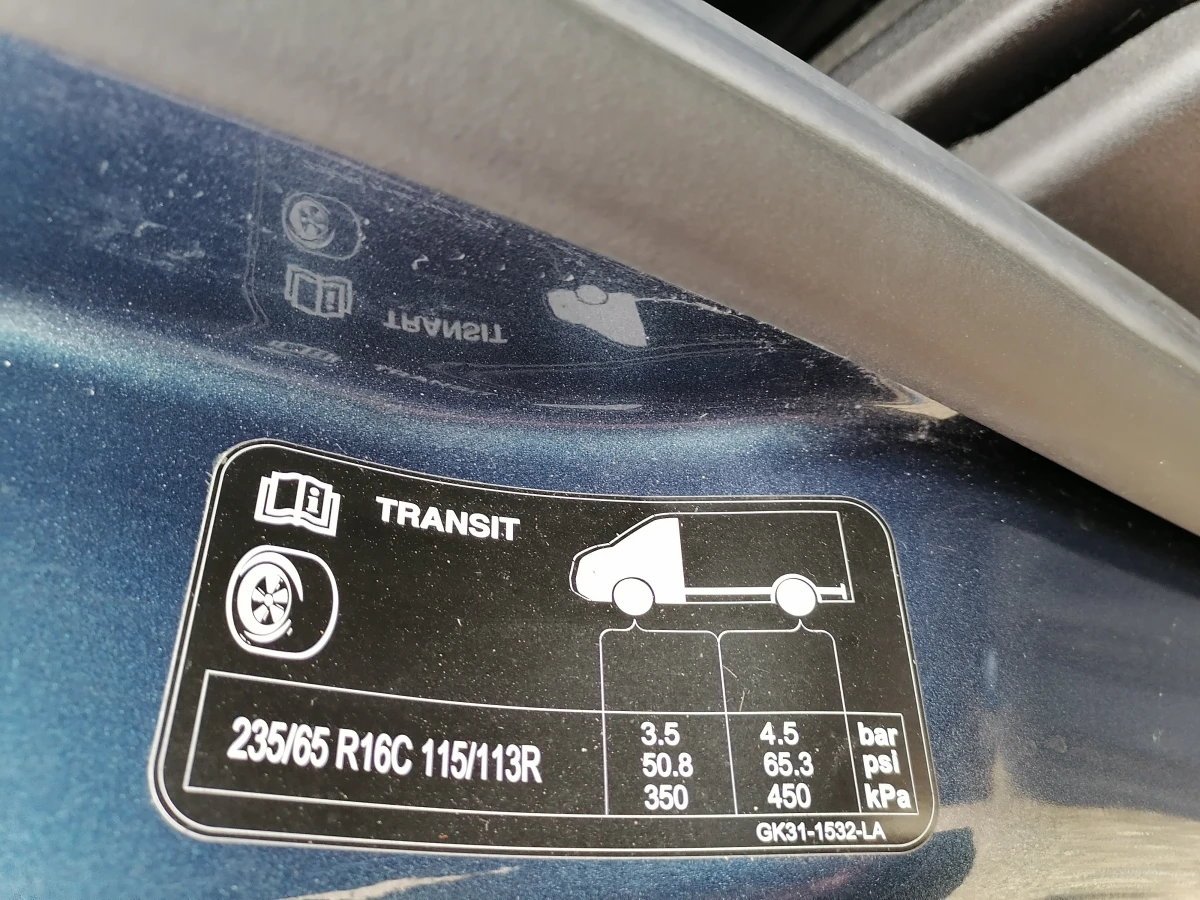 TRANSIT
TRANSIT
235/65 R16C 115/113R
3.5 4.5 bar
50.8 65.3 psi
350 450 kPa
GK31-1532-LA